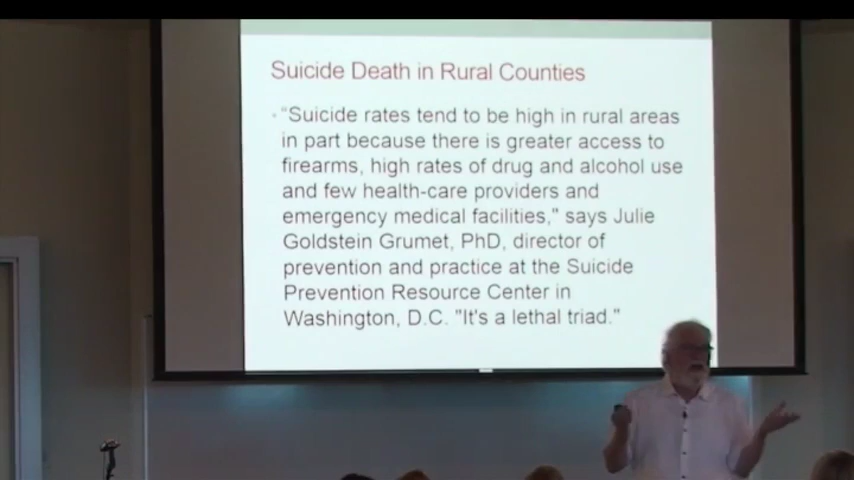 Suicide Death in Rural Counties
"Suicide rates tend to be high in rural areas
in part because there is greater access to
firearms, high rates of drug and alcohol use
and few health-care providers and
emergency medical facilities," says Julie
Goldstein Grumet, PhD, director of
prevention and practice at the Suicide
Prevention Resource Center in
Washington, D.C. "It's a lethal triad."